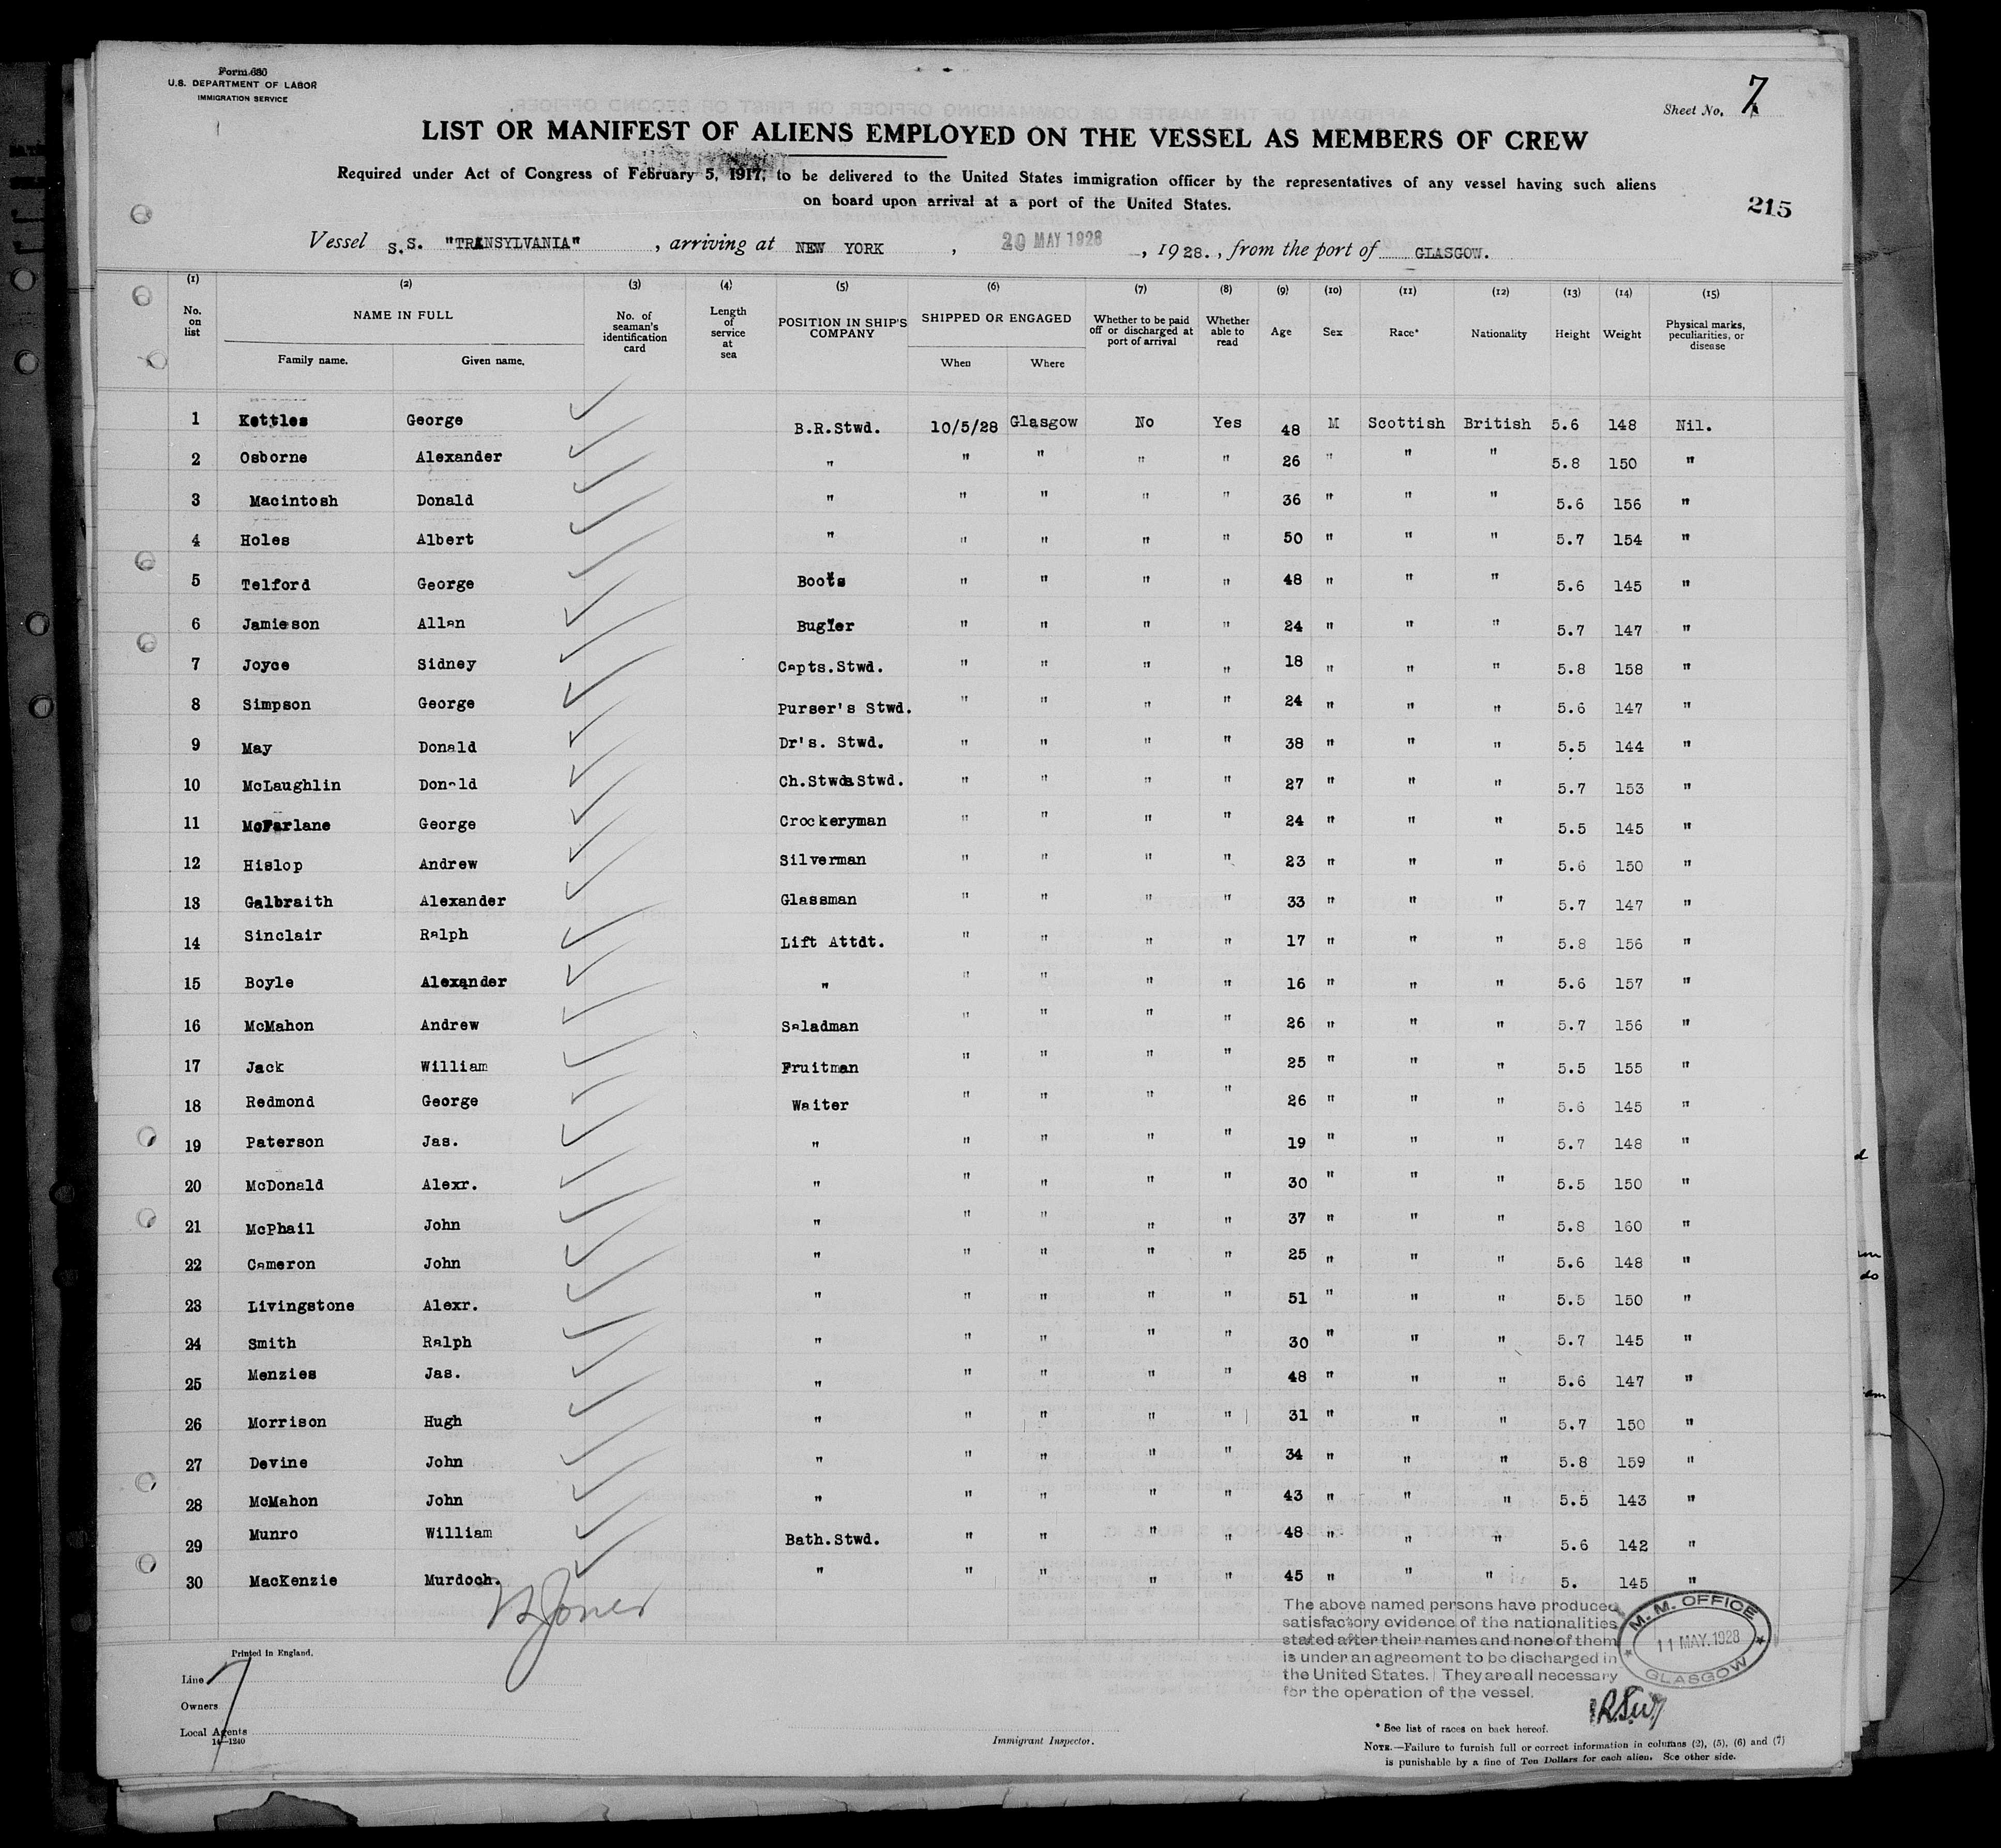 Form 680
U.S. DEPARTMENT OF LABOR
IMMIGRATION SERVICE
Sheet No. 7
LIST OR MANIFEST OF ALIENS EMPLOYED ON THE VESSEL AS MEMBERS OF CREW
Required under Act of Congress of February 5, 1917, to be delivered to the United States immigration officer by the representatives of any vessel having such aliens
on board upon arrival at a port of the United States.
215
Vessel S.S. "TRANSYLVANIA" , arriving at NEW YORK , 20 MAY 1928 , 1928. , from the port of GLASGOW.
(1) (2) (3) (4) (5) (6) (7) (8) (9) (10) (11) (12) (13) (14) (15)
No. on list NAME IN FULL Family name. Given name. No. of seaman's identification card Length of service at sea POSITION IN SHIP'S COMPANY SHIPPED OR ENGAGED When Where Whether to be paid off or discharged at port of arrival Whether able to read Age Sex Race* Nationality Height Weight Physical marks, peculiarities, or disease
1 Kettles George B.R.Stwd. 10/5/28 Glasgow No Yes 48 M Scottish British 5.6 148 Nil.
2 Osborne Alexander " " " " " 26 " " " 5.8 150 "
3 Macintosh Donald " " " " " 36 " " " 5.6 156 "
4 Holes Albert " " " " " 50 " " " 5.7 154 "
5 Telford George Boots " " " " 48 " " " 5.6 145 "
6 Jamieson Allan Bugler " " " " 24 " " " 5.7 147 "
7 Joyce Sidney Capts.Stwd. " " " " 18 " " " 5.8 158 "
8 Simpson George Purser's Stwd. " " " " 24 " " " 5.6 147 "
9 May Donald Dr's. Stwd. " " " " 38 " " " 5.5 144 "
10 McLaughlin Donald Ch.Stwds Stwd. " " " " 27 " " " 5.7 153 "
11 McFarlane George Crockeryman " " " " 24 " " " 5.5 145 "
12 Hislop Andrew Silverman " " " " 23 " " " 5.6 150 "
13 Galbraith Alexander Glassman " " " " 33 " " " 5.7 147 "
14 Sinclair Ralph Lift Attdt. " " " " 17 " " " 5.8 156 "
15 Boyle Alexander " " " " " 16 " " " 5.6 157 "
16 McMahon Andrew Saladman " " " " 26 " " " 5.7 156 "
17 Jack William Fruitman " " " " 25 " " " 5.5 155 "
18 Redmond George Waiter " " " " 26 " " " 5.6 145 "
19 Paterson Jas. " " " " " 19 " " " 5.7 148 "
20 McDonald Alexr. " " " " " 30 " " " 5.5 150 "
21 McPhail John " " " " " 37 " " " 5.8 160 "
22 Cameron John " " " " " 25 " " " 5.6 148 "
23 Livingstone Alexr. " " " " " 51 " " " 5.5 150 "
24 Smith Ralph " " " " " 30 " " " 5.7 145 "
25 Menzies Jas. " " " " " 48 " " " 5.6 147 "
26 Morrison Hugh " " " " " 31 " " " 5.7 150 "
27 Devine John " " " " " 34 " " " 5.8 159 "
28 McMahon John " " " " " 43 " " " 5.5 143 "
29 Munro William Bath.Stwd. " " " " 48 " " " 5.6 142 "
30 MacKenzie Murdoch. " " " " " 45 " " " 5. 145 "
Jones
The above named persons have produced
satisfactory evidence of the nationalities
stated after their names and none of them
is under an agreement to be discharged in
the United States. They are all necessary
for the operation of the vessel.
M.M. OFFICE
11 MAY.1928
GLASGOW
Printed in England.
Line
Owners
Local Agents
14—1240
7
Immigrant Inspector.
* See list of races on back hereof.
NOTE.—Failure to furnish full or correct information in columns (2), (5), (6) and (7)
is punishable by a fine of Ten Dollars for each alien. See other side.